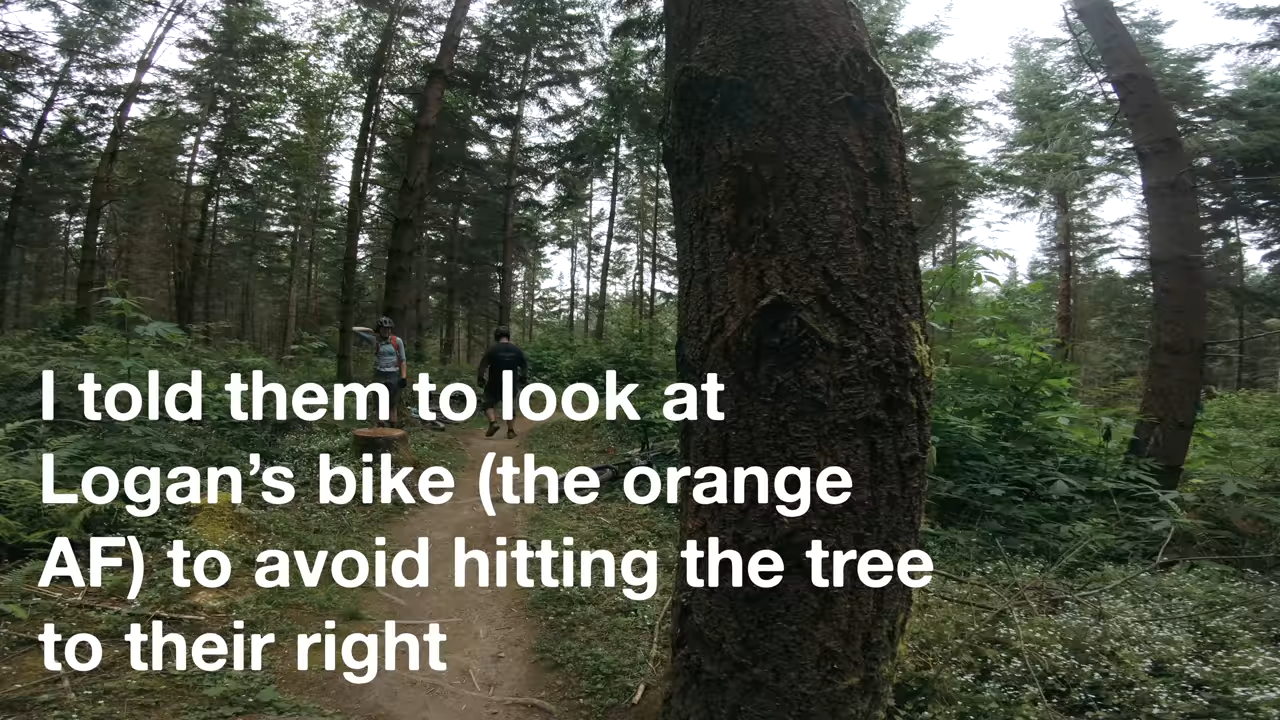 I told them to look at
Logan’s bike (the orange
AF) to avoid hitting the tree
to their right